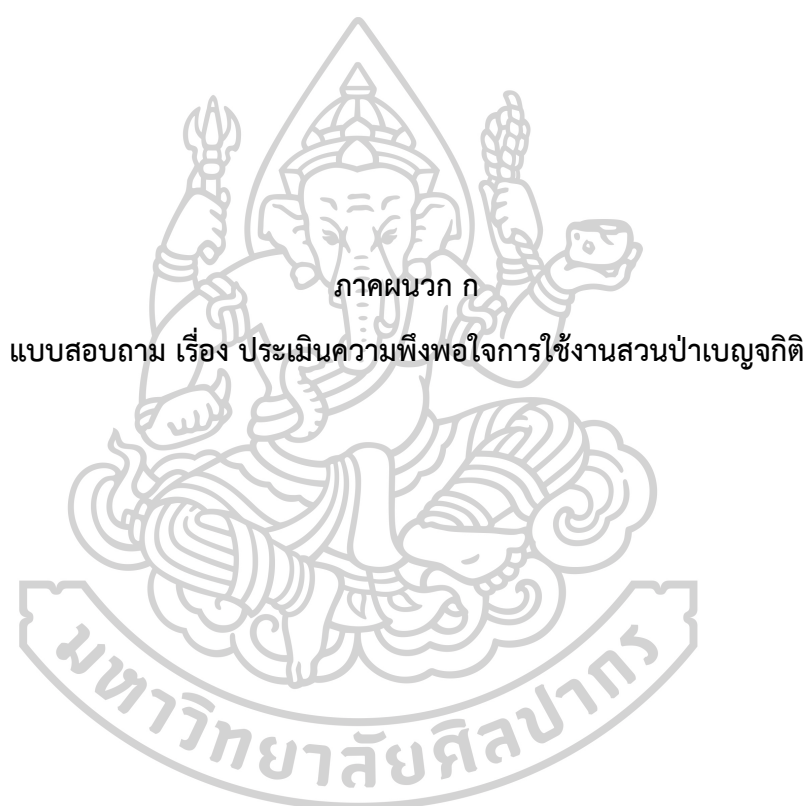 ภาคผนวก ก
แบบสอบถาม เรื่อง ประเมินความพึงพอใจการใช้งานสวนป่าเบญจกิติ
มหาวิทยาลัยศิลปากร